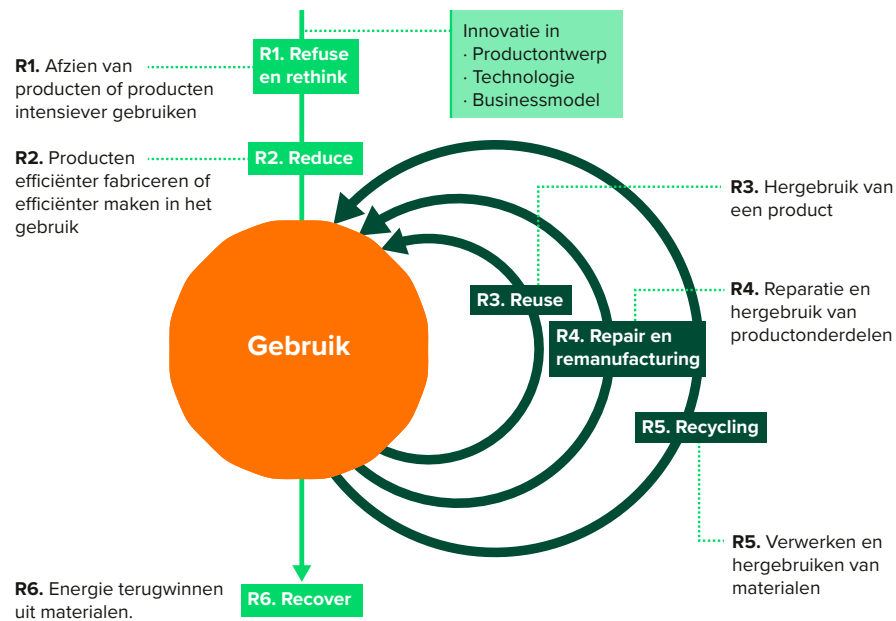 Innovatie in
· Productontwerp
· Technologie
· Businessmodel
R1. Refuse
en rethink
R1. Afzien van
producten of producten
intensiever gebruiken
R2. Reduce
R2. Producten
efficiënter fabriceren of
efficiënter maken in het
gebruik
R3. Hergebruik van
een product
R3. Reuse
R4. Reparatie en
hergebruik van
productonderdelen
R4. Repair en
remanufacturing
Gebruik
R5. Recycling
R5. Verwerken en
hergebruiken van
materialen
R6. Energie terugwinnen
uit materialen.
R6. Recover